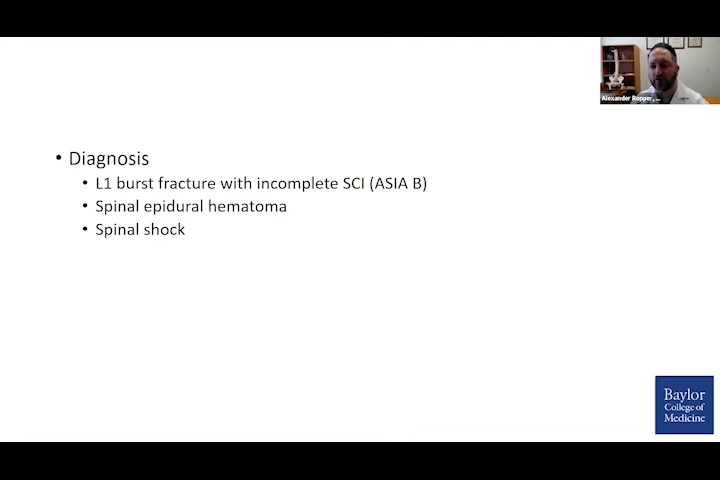 Alexander Ropper, ...
• Diagnosis
• L1 burst fracture with incomplete SCI (ASIA B)
• Spinal epidural hematoma
• Spinal shock
Baylor
College of
Medicine